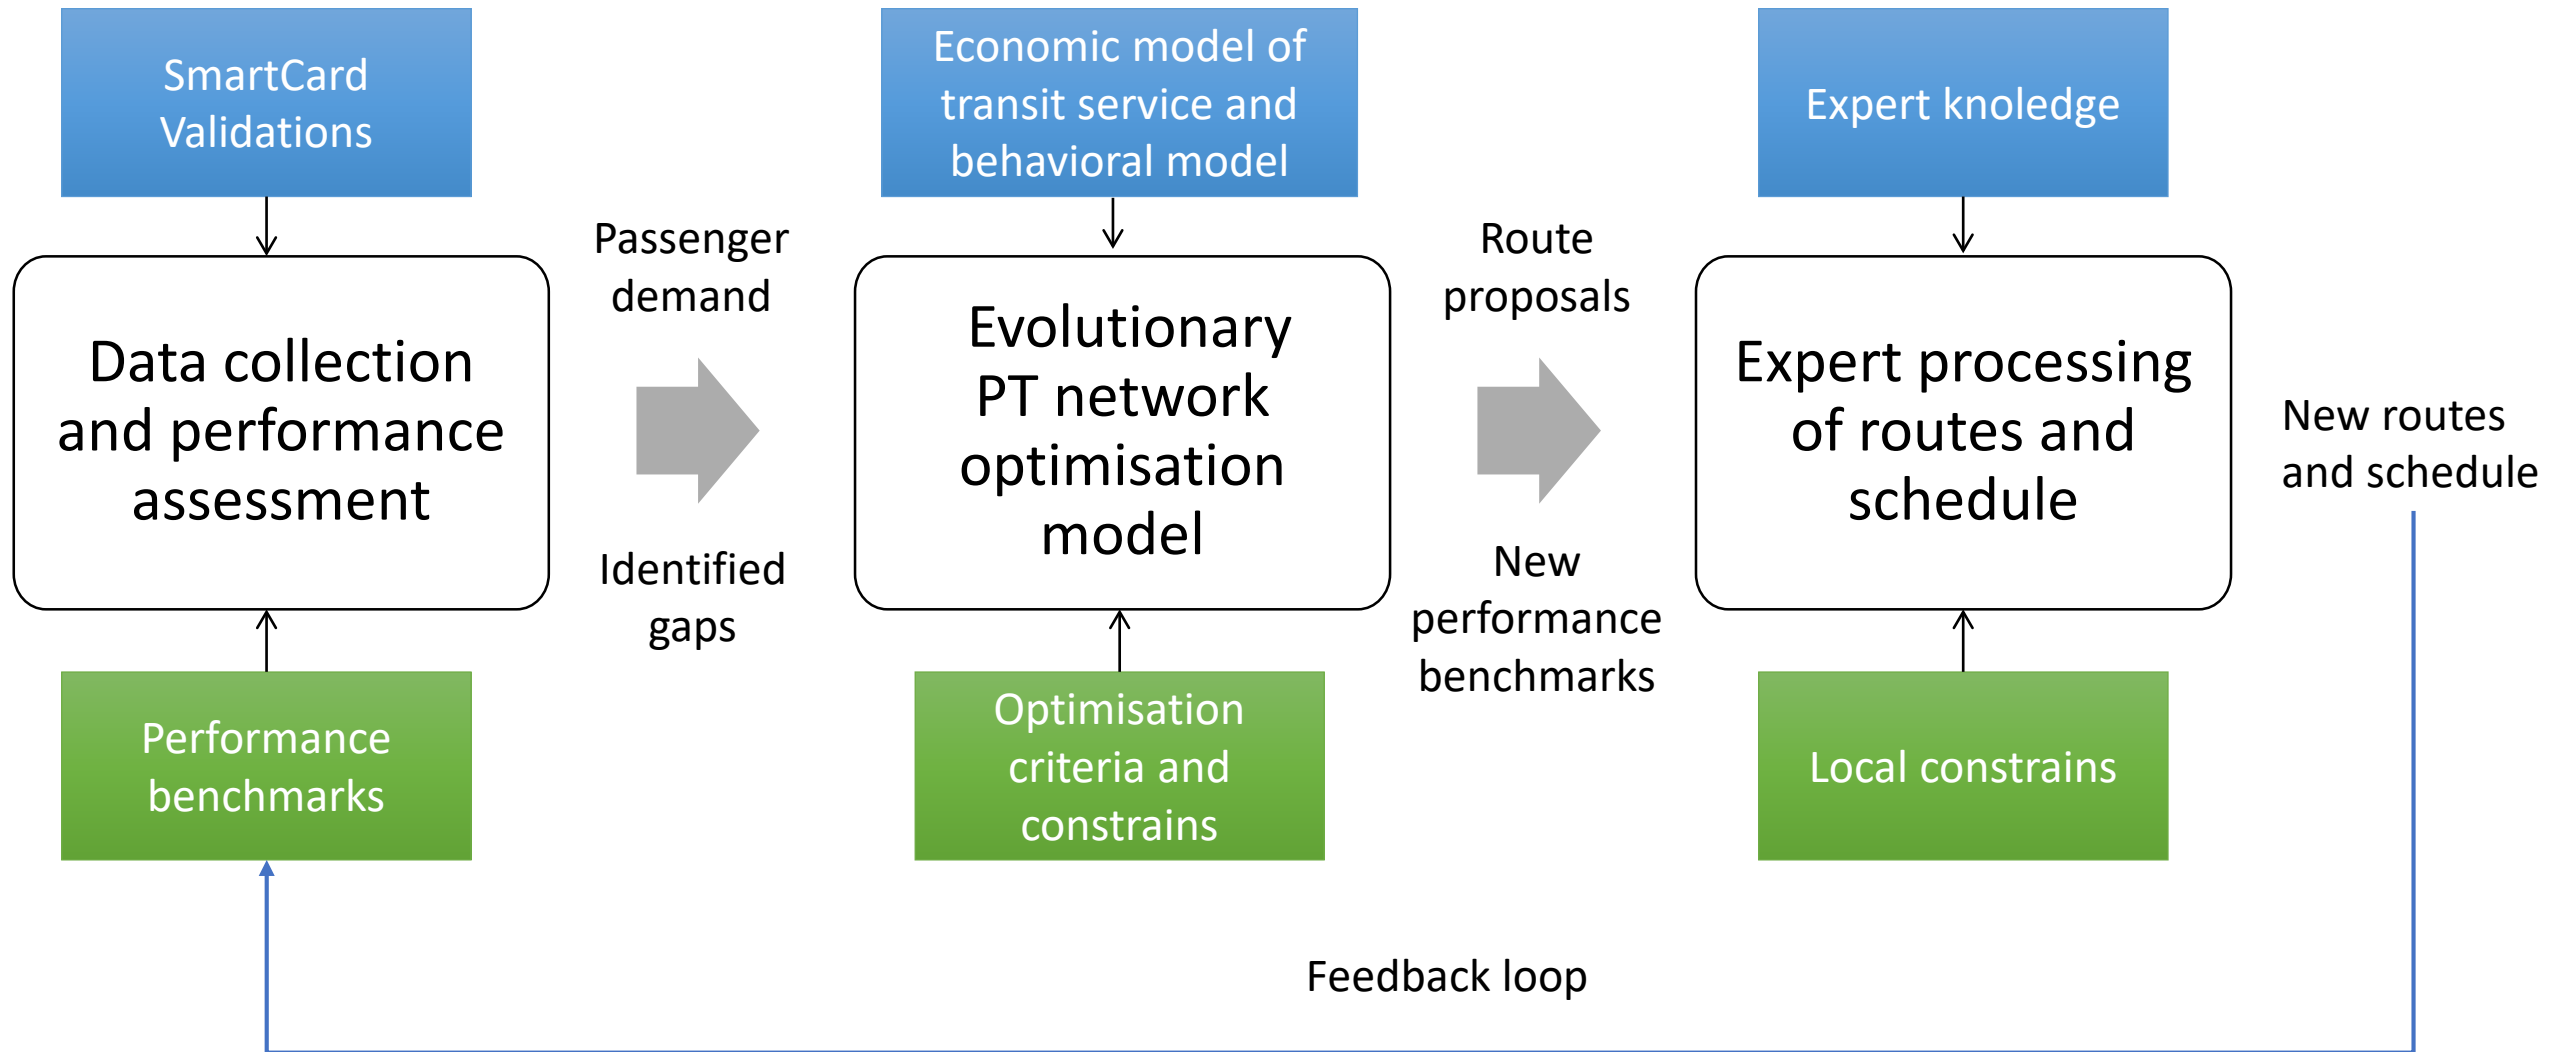 SmartCard
Validations
Economic model of
transit service and
behavioral model
Expert knoledge
Passenger
demand
Route
proposals
Data collection
and performance
assessment
Evolutionary
PT network
optimisation
model
Expert processing
of routes and
schedule
New routes
and schedule
Identified
gaps
New
performance
benchmarks
Performance
benchmarks
Optimisation
criteria and
constrains
Local constrains
Feedback loop